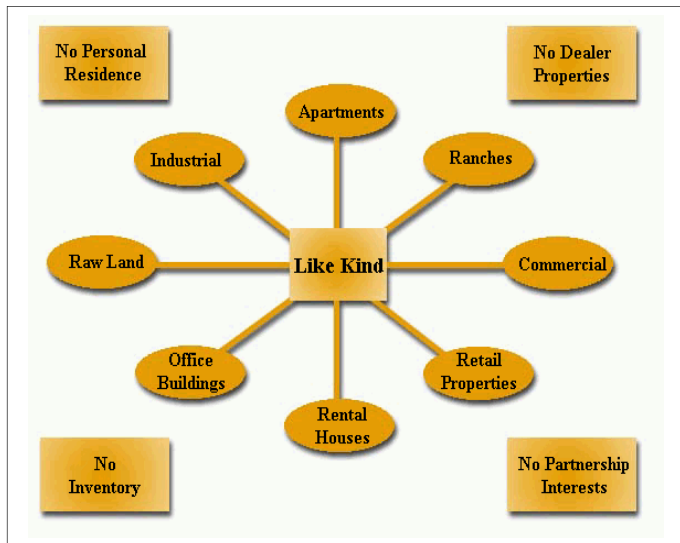 No Personal
Residence
No Dealer
Properties
Apartments
Industrial
Ranches
Raw Land
Like Kind
Commercial
Office
Buildings
Retail
Properties
Rental
Houses
No
Inventory
No Partnership
Interests